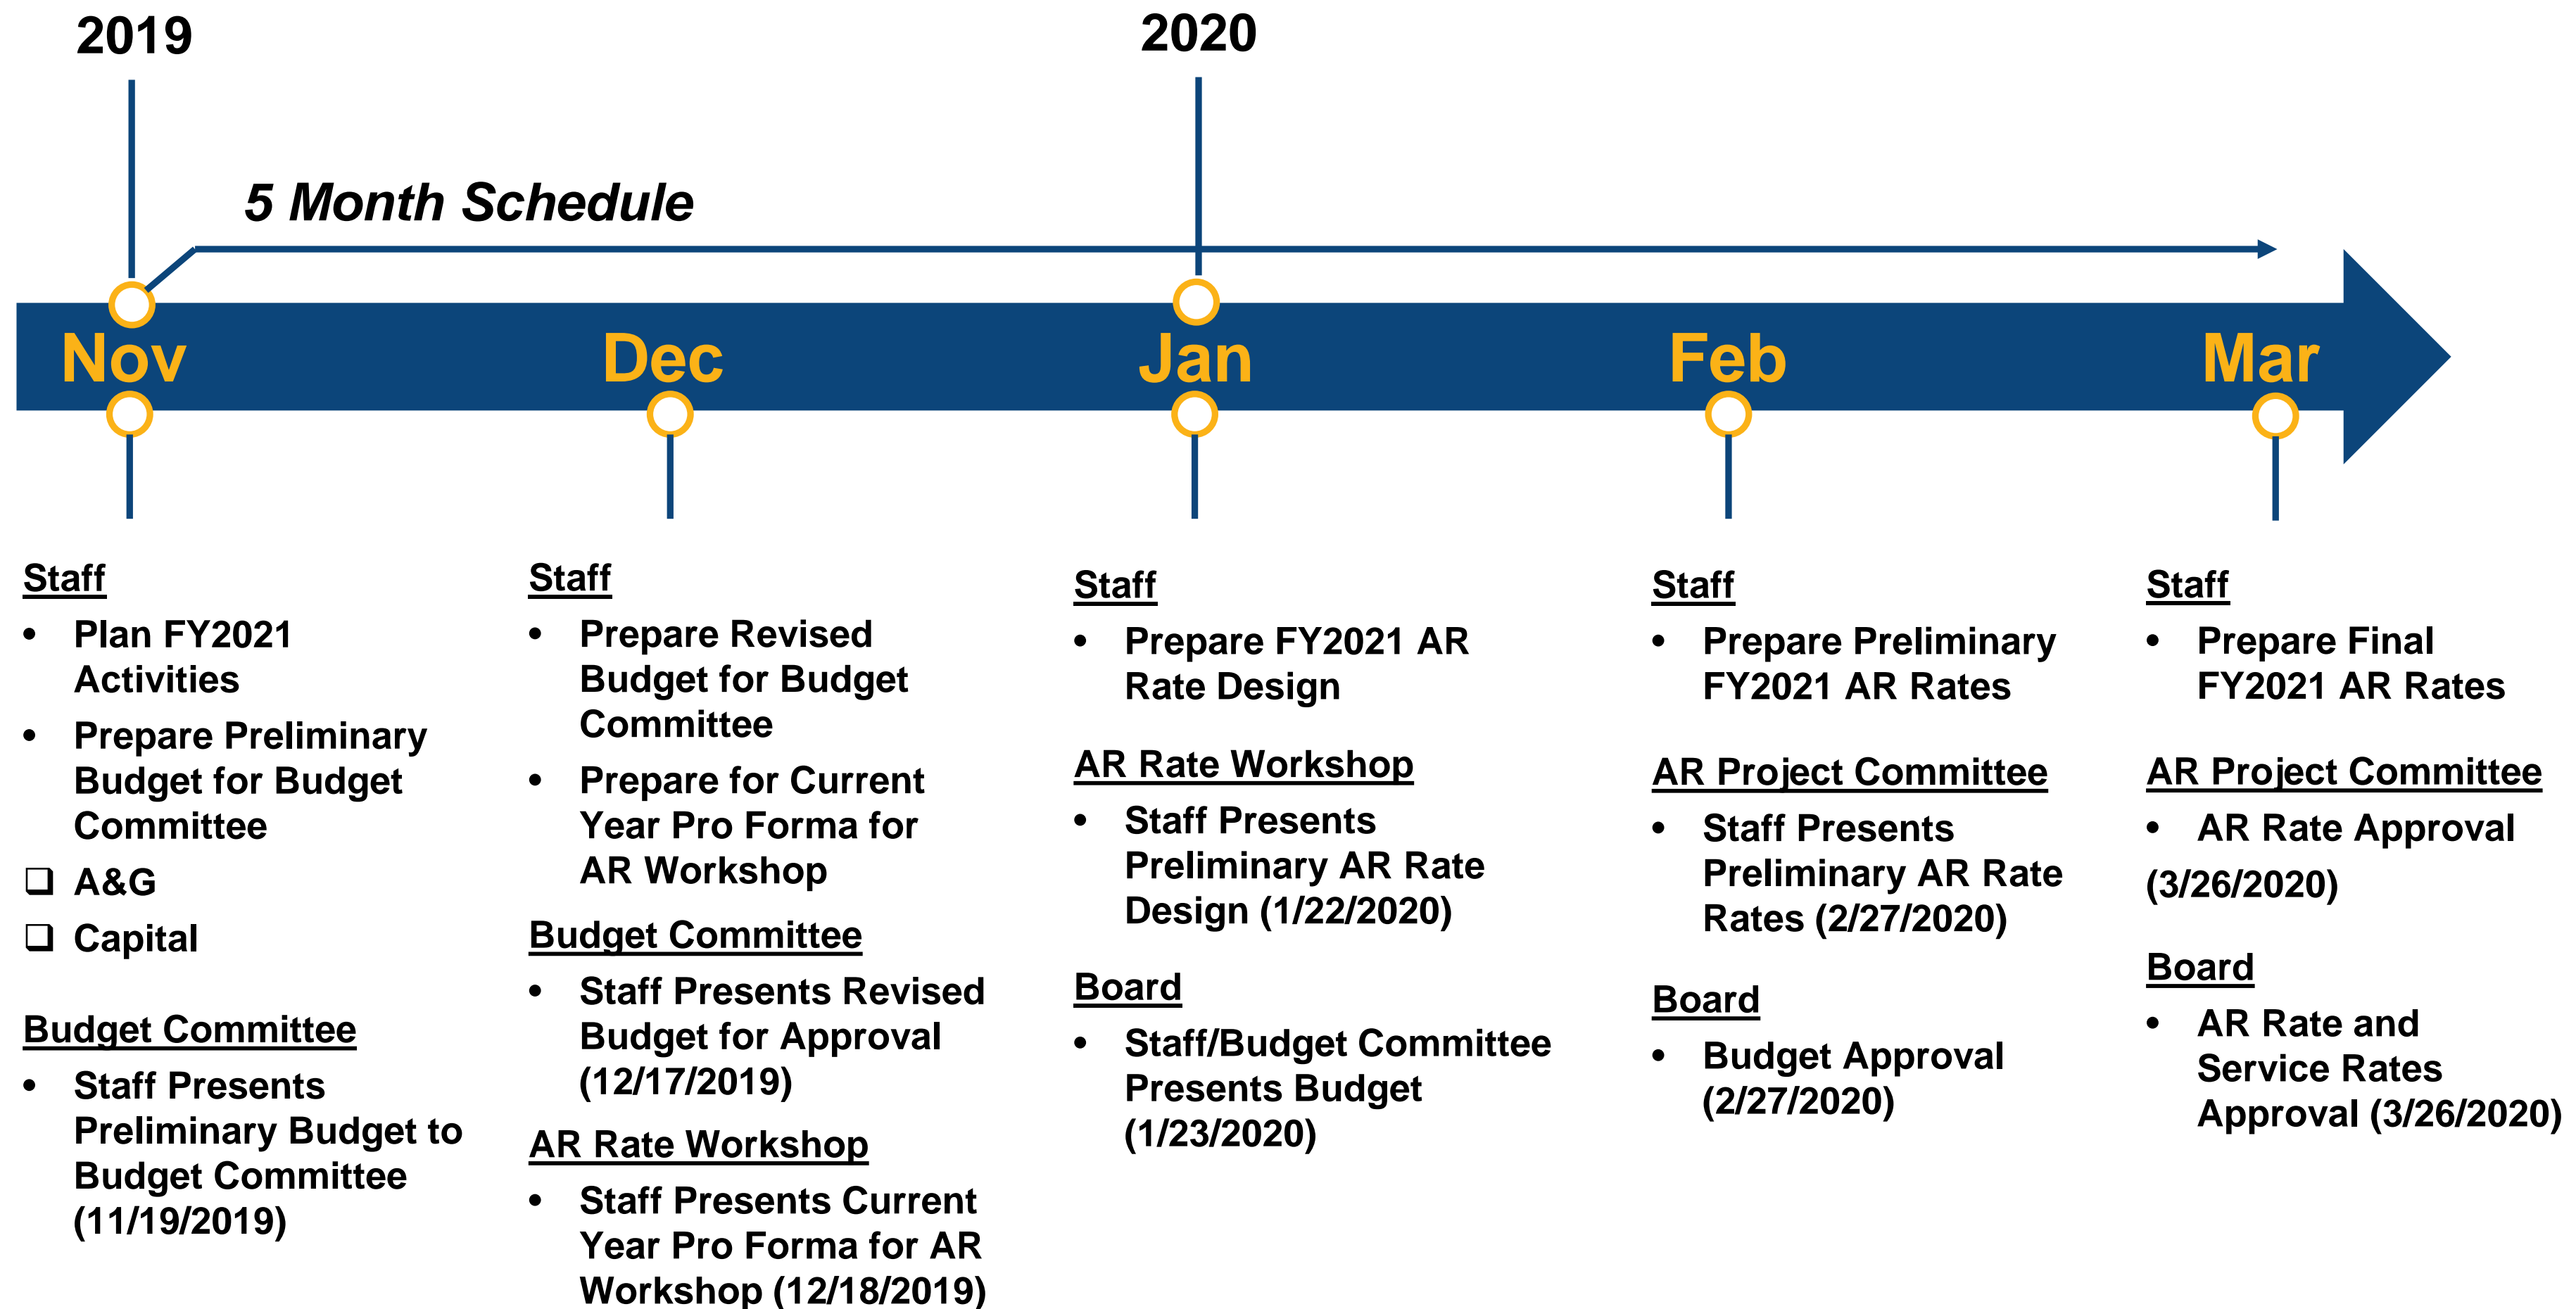 2019
2020
5 Month Schedule
Nov
Dec
Jan
Feb
Mar
Staff
• Plan FY2021
Activities
• Prepare Preliminary
Budget for Budget
Committee
❑ A&G
❑ Capital
Budget Committee
• Staff Presents
Preliminary Budget to
Budget Committee
(11/19/2019)
Staff
• Prepare Revised
Budget for Budget
Committee
• Prepare for Current
Year Pro Forma for
AR Workshop
Budget Committee
• Staff Presents Revised
Budget for Approval
(12/17/2019)
AR Rate Workshop
• Staff Presents Current
Year Pro Forma for AR
Workshop (12/18/2019)
Staff
• Prepare FY2021 AR
Rate Design
AR Rate Workshop
• Staff Presents
Preliminary AR Rate
Design (1/22/2020)
Board
• Staff/Budget Committee
Presents Budget
(1/23/2020)
Staff
• Prepare Preliminary
FY2021 AR Rates
AR Project Committee
• Staff Presents
Preliminary AR Rate
Rates (2/27/2020)
Board
• Budget Approval
(2/27/2020)
Staff
• Prepare Final
FY2021 AR Rates
AR Project Committee
• AR Rate Approval
(3/26/2020)
Board
• AR Rate and
Service Rates
Approval (3/26/2020)